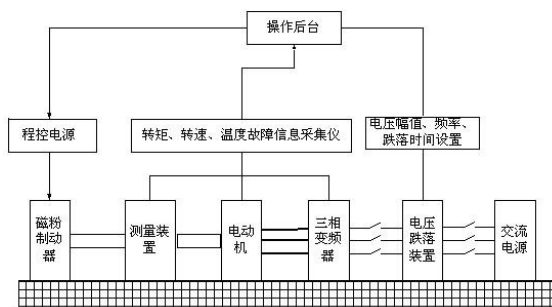 操作后台
程控电源
转矩、转速、温度故障信息采集仪
电压幅值、频率、
跌落时间设置
磁粉
制动
器
测量装
置
电动
机
三相
变频
器
电压
跌落
装置
交流
电源